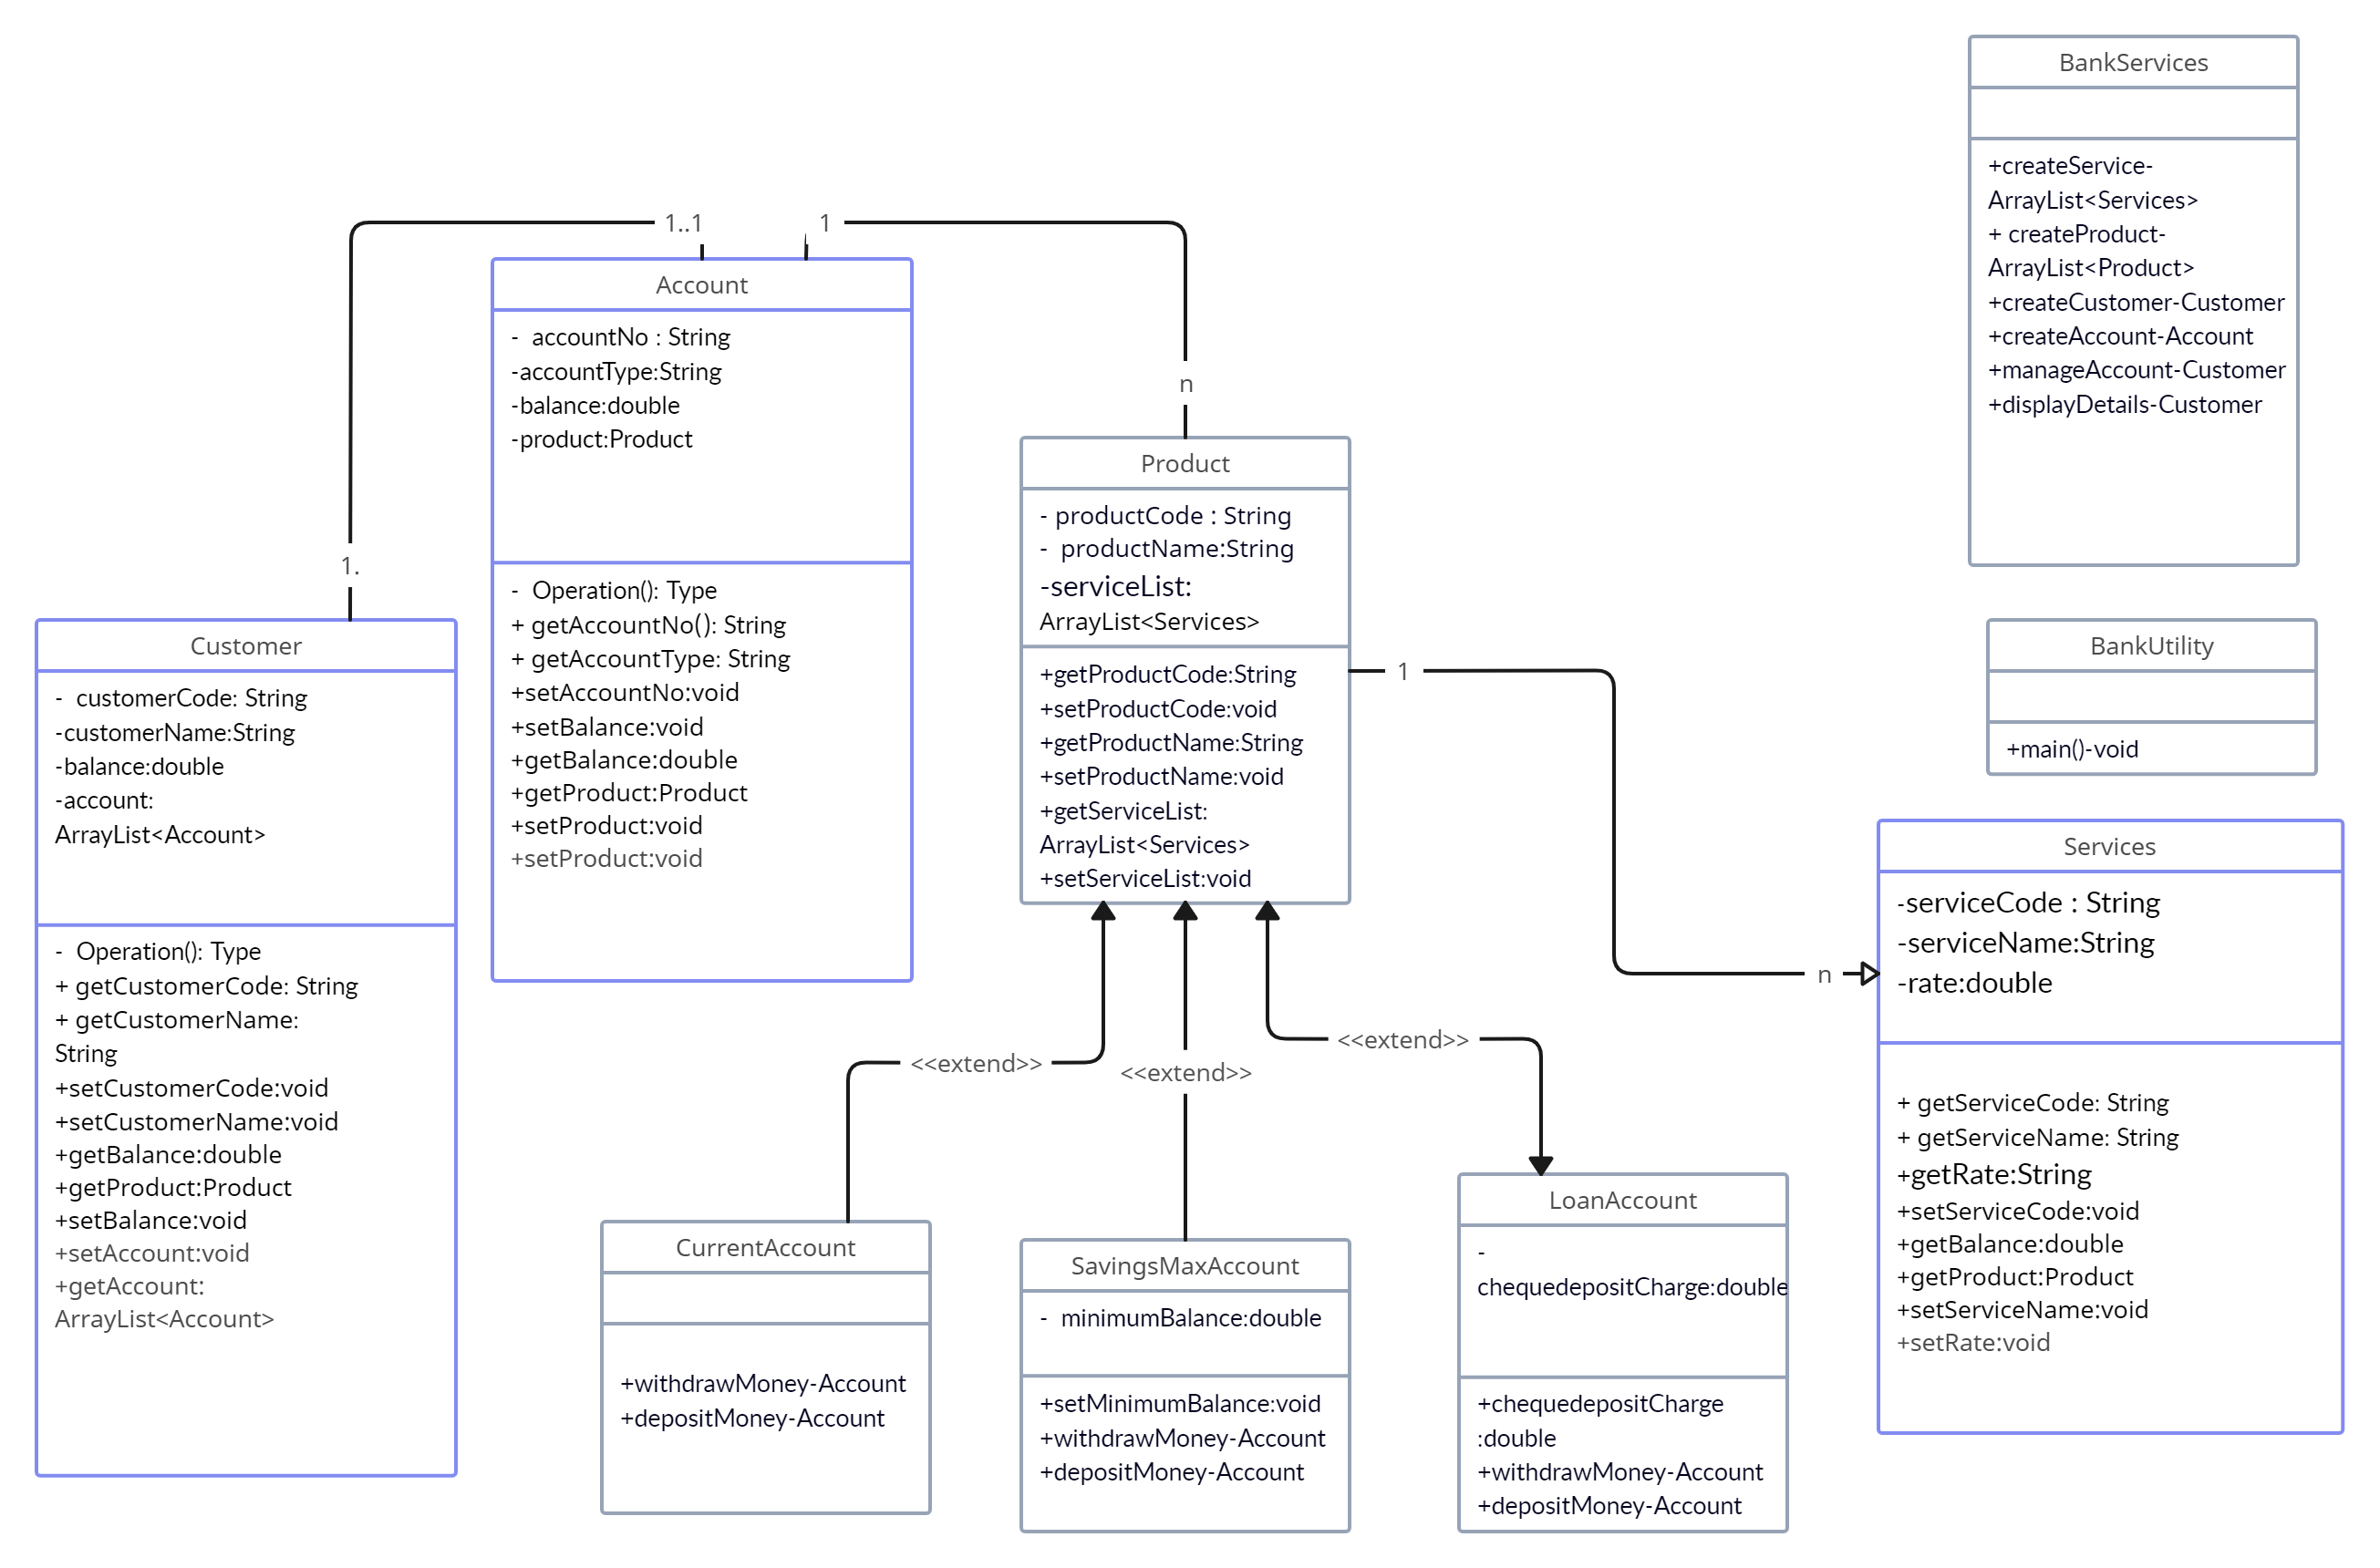 BankServices
+createService-
ArrayList<Services>
+ createProduct-
ArrayList<Product>
+createCustomer-Customer
+createAccount-Account
+manageAccount-Customer
+displayDetails-Customer
1..1
1
Account
-  accountNo : String
-accountType:String
-balance:double
-product:Product
-  Operation(): Type
+ getAccountNo(): String
+ getAccountType: String
+setAccountNo:void
+setBalance:void
+getBalance:double
+getProduct:Product
+setProduct:void
+setProduct:void
n
Product
- productCode : String
-  productName:String
-serviceList:
ArrayList<Services>
+getProductCode:String
+setProductCode:void
+getProductName:String
+setProductName:void
+getServiceList:
ArrayList<Services>
+setServiceList:void
1.
Customer
-  customerCode: String
-customerName:String
-balance:double
-account:
ArrayList<Account>
-  Operation(): Type
+ getCustomerCode: String
+ getCustomerName:
String
+setCustomerCode:void
+setCustomerName:void
+getBalance:double
+getProduct:Product
+setBalance:void
+setAccount:void
+getAccount:
ArrayList<Account>
BankUtility
+main()-void
1
n
Services
-serviceCode : String
-serviceName:String
-rate:double
+ getServiceCode: String
+ getServiceName: String
+getRate:String
+setServiceCode:void
+getBalance:double
+getProduct:Product
+setServiceName:void
+setRate:void
<<extend>>
<<extend>>
<<extend>>
CurrentAccount
+withdrawMoney-Account
+depositMoney-Account
SavingsMaxAccount
-  minimumBalance:double
+setMinimumBalance:void
+withdrawMoney-Account
+depositMoney-Account
LoanAccount
-
chequedepositCharge:double
+chequedepositCharge
:double
+withdrawMoney-Account
+depositMoney-Account